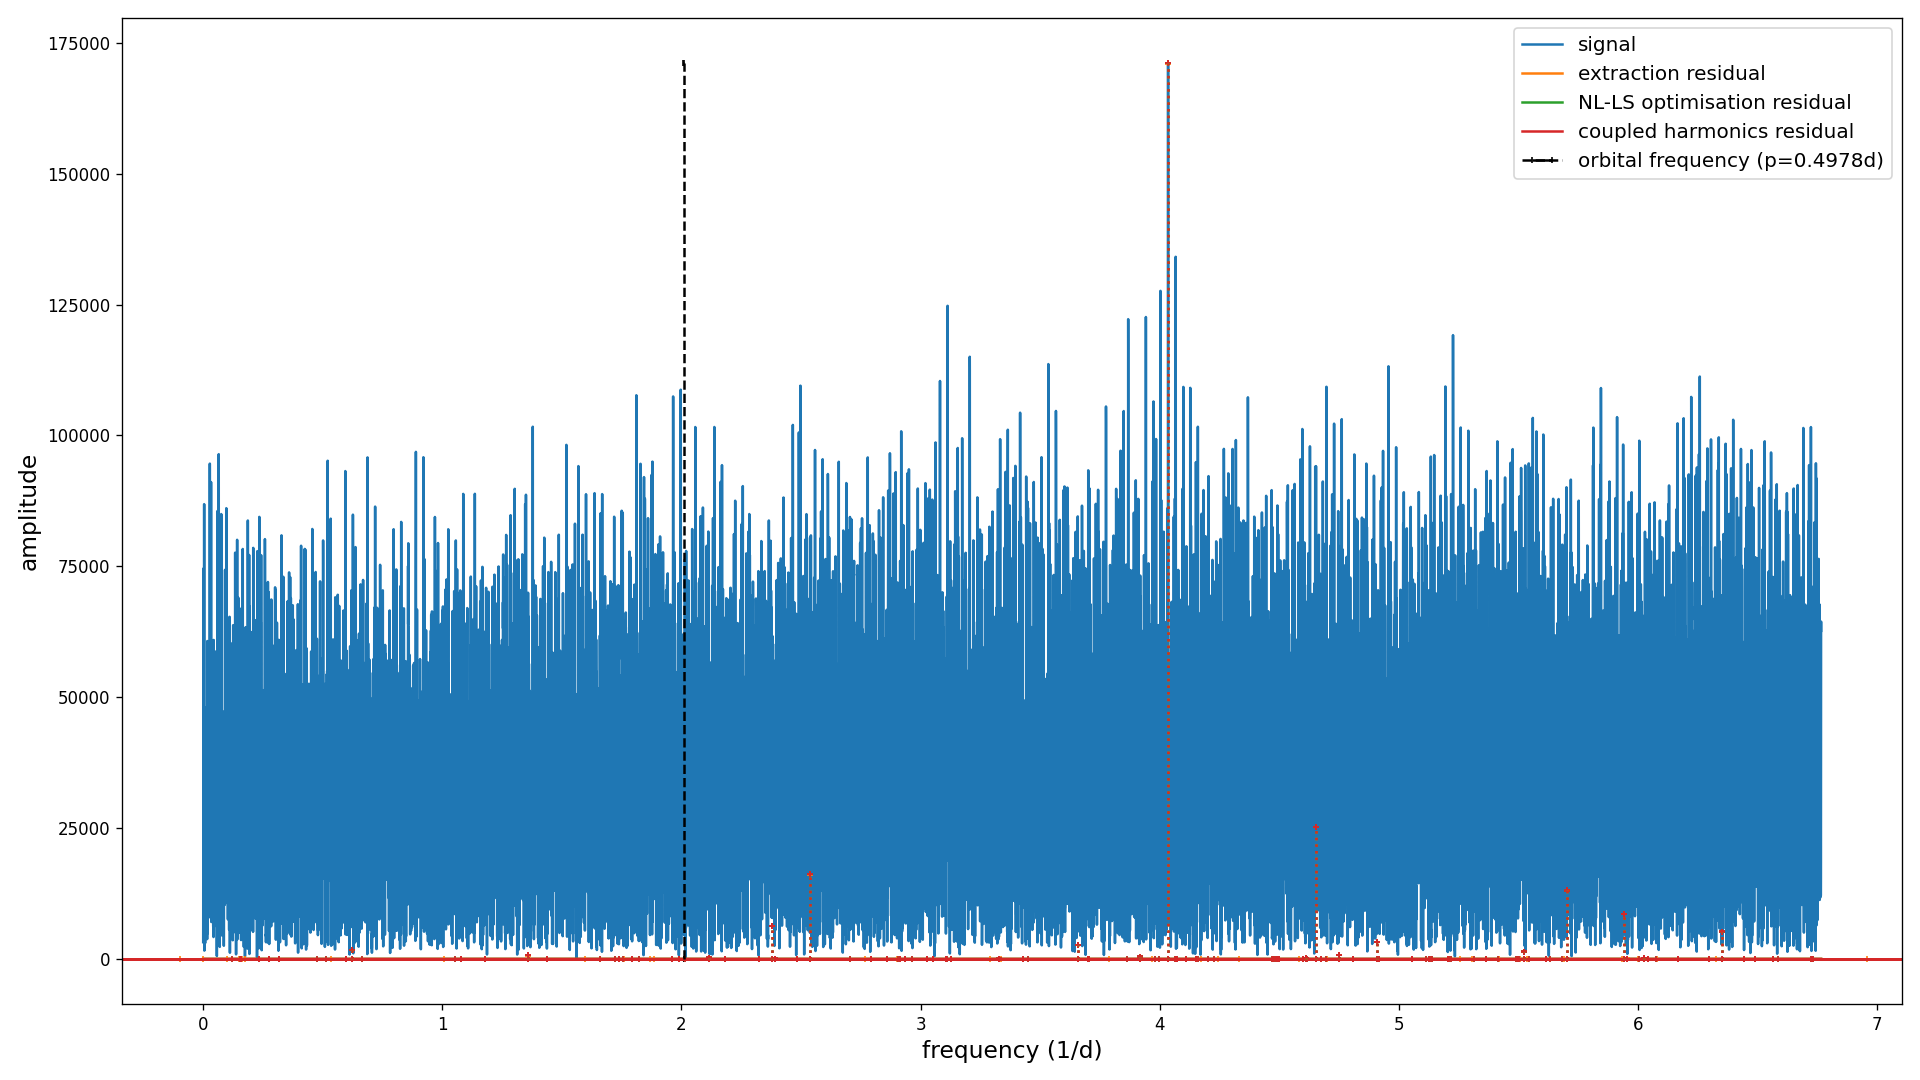 175000
150000
125000
100000
75000
50000
25000
0
amplitude
0 1 2 3 4 5 6 7
frequency (1/d)
signal
extraction residual
NL-LS optimisation residual
coupled harmonics residual
orbital frequency (p=0.4978d)